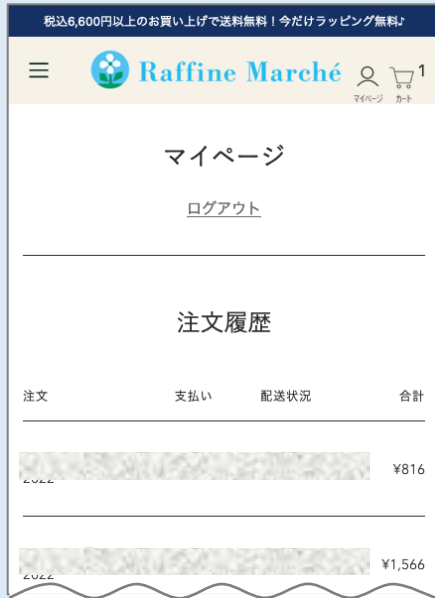 税込6,600円以上のお買い上げで送料無料！今だけラッピング無料♪
Raffine Marché
1
マイページ カート
マイページ
ログアウト
注文履歴
注文 支払い 配送状況 合計
¥816
2022
¥1,566
2022